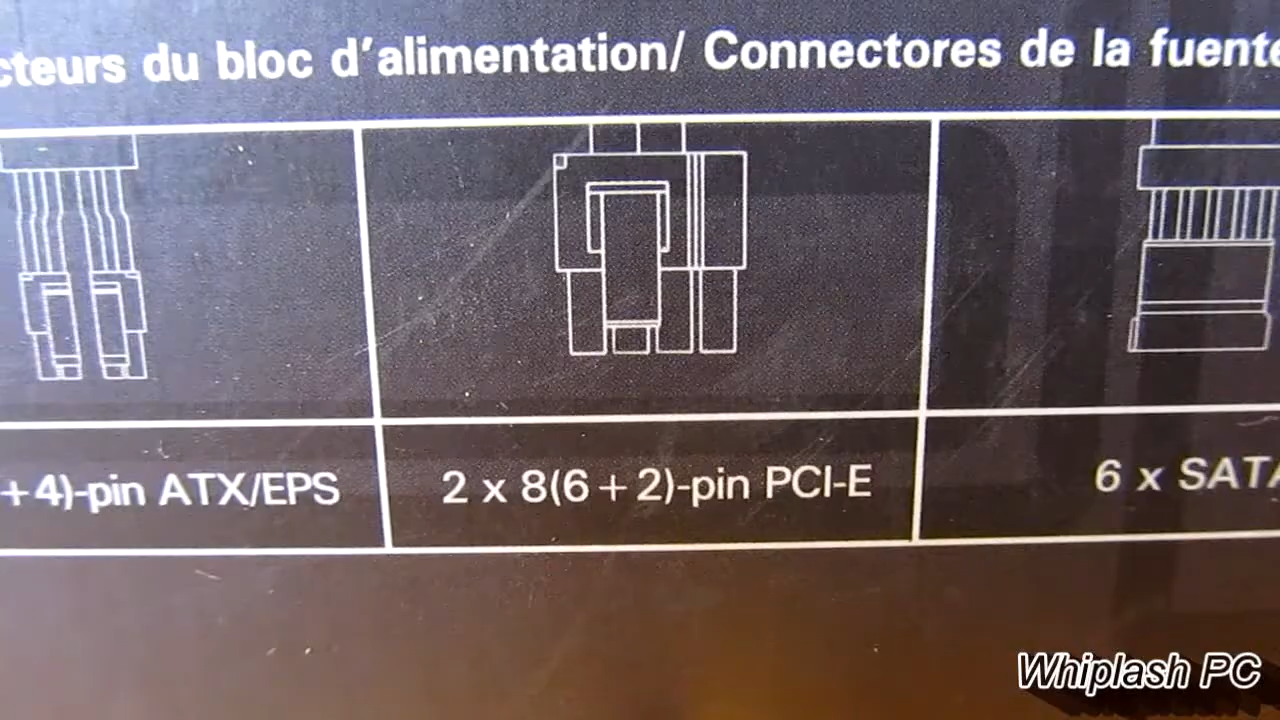 cteurs du bloc d'alimentation/ Connectores de la fuente
+4)-pin ATX/EPS
2 x 8(6+2)-pin PCI-E
6 x SATA
Whiplash PC